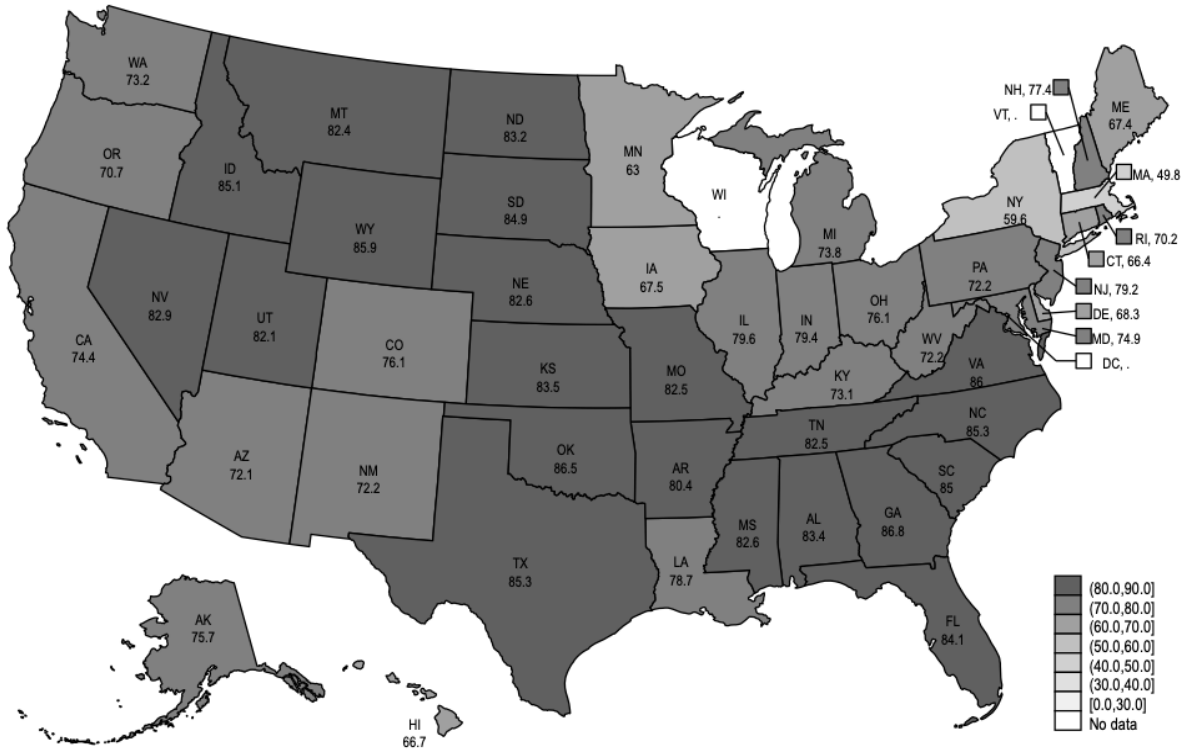 WA
73.2
OR
70.7
CA
74.4
NV
82.9
ID
85.1
MT
82.4
WY
85.9
UT
82.1
AZ
72.1
CO
76.1
NM
72.2
ND
83.2
SD
84.9
NE
82.6
KS
83.5
OK
86.5
TX
85.3
MN
63
IA
67.5
MO
82.5
AR
80.4
LA
78.7
WI
.
IL
79.6
MI
73.8
IN
79.4
OH
76.1
KY
73.1
TN
82.5
MS
82.6
AL
83.4
GA
86.8
FL
84.1
SC
85
NC
85.3
VA
86
WV
72.2
PA
72.2
NY
59.6
ME
67.4
NH, 77.4
VT, .
MA, 49.8
RI, 70.2
CT, 66.4
NJ, 79.2
DE, 68.3
MD, 74.9
DC, .
AK
75.7
HI
66.7
(80.0,90.0]
(70.0,80.0]
(60.0,70.0]
(50.0,60.0]
(40.0,50.0]
(30.0,40.0]
[0.0,30.0]
No data